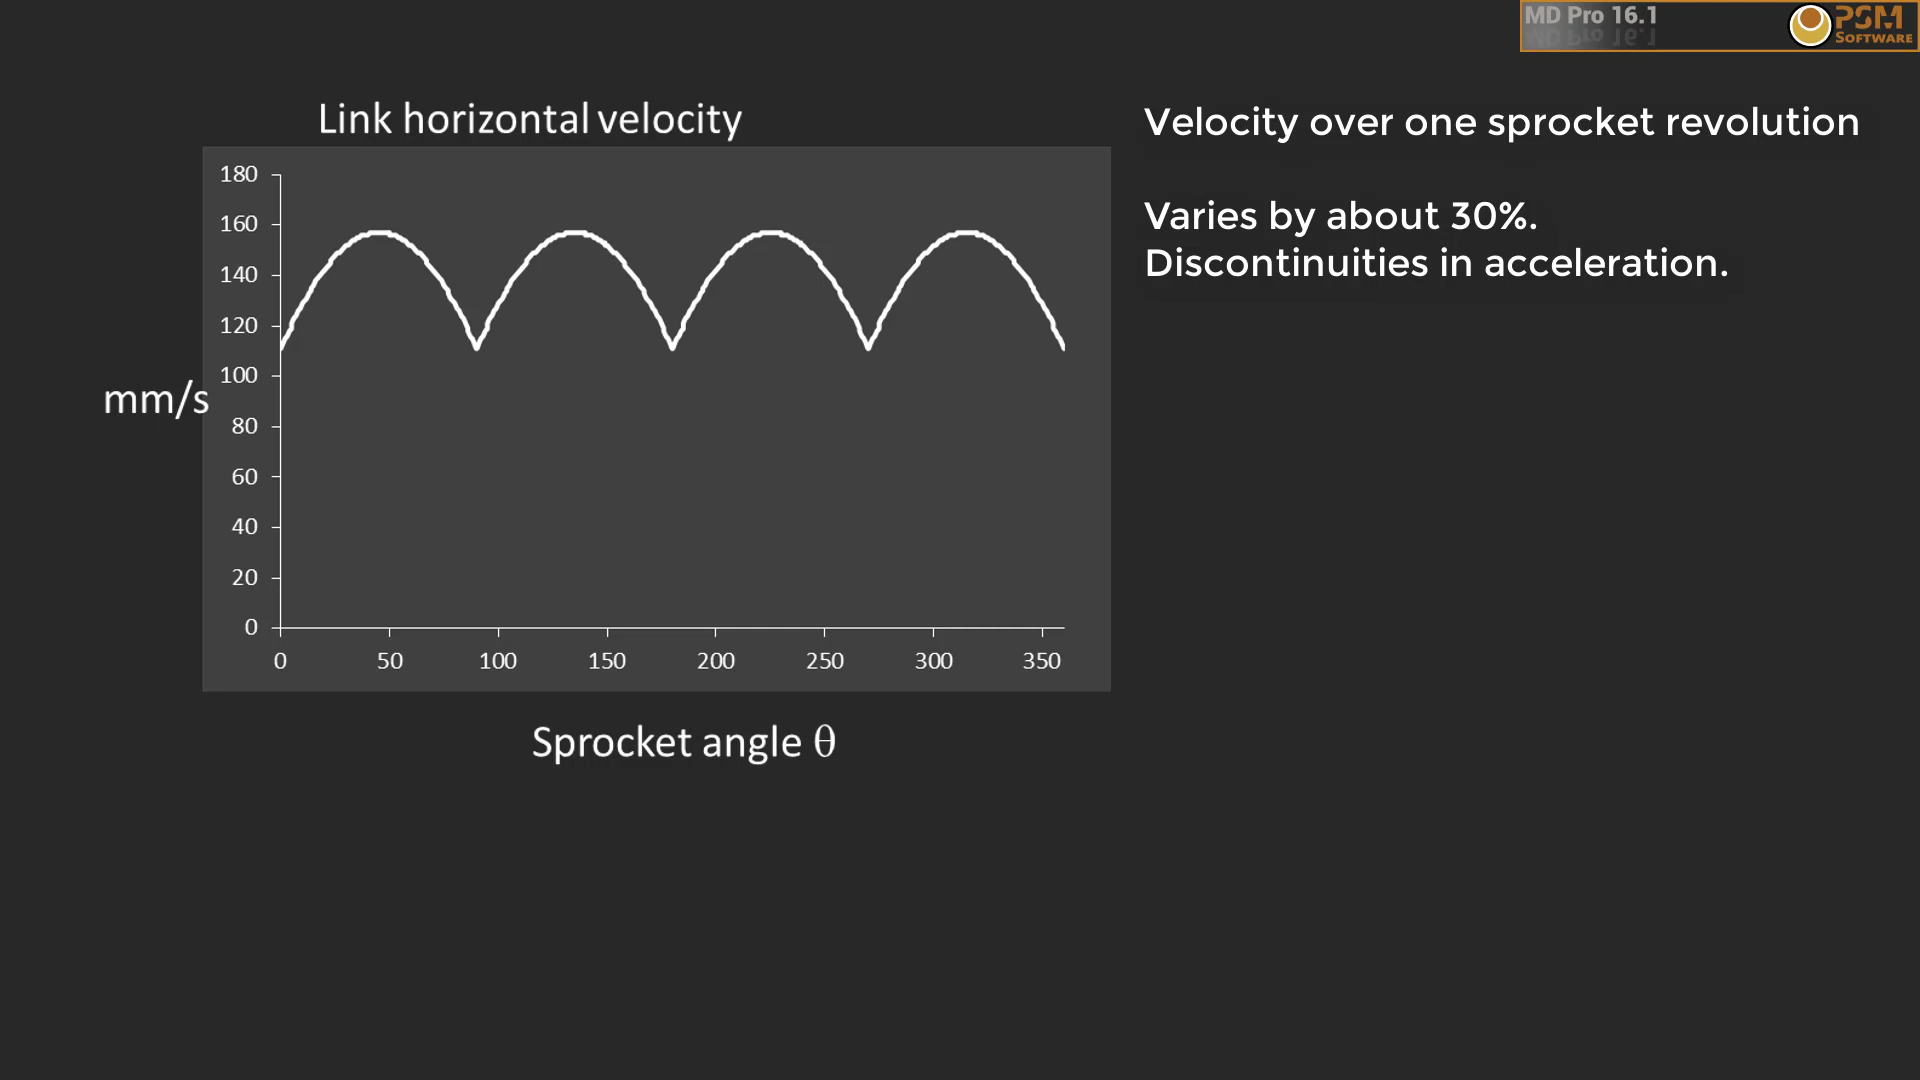 MD Pro 16.1
PSM
SOFTWARE
Link horizontal velocity
Velocity over one sprocket revolution
Varies by about 30%.
Discontinuities in acceleration.
180
160
140
120
100
80
60
40
20
0
mm/s
0 50 100 150 200 250 300 350
Sprocket angle θ